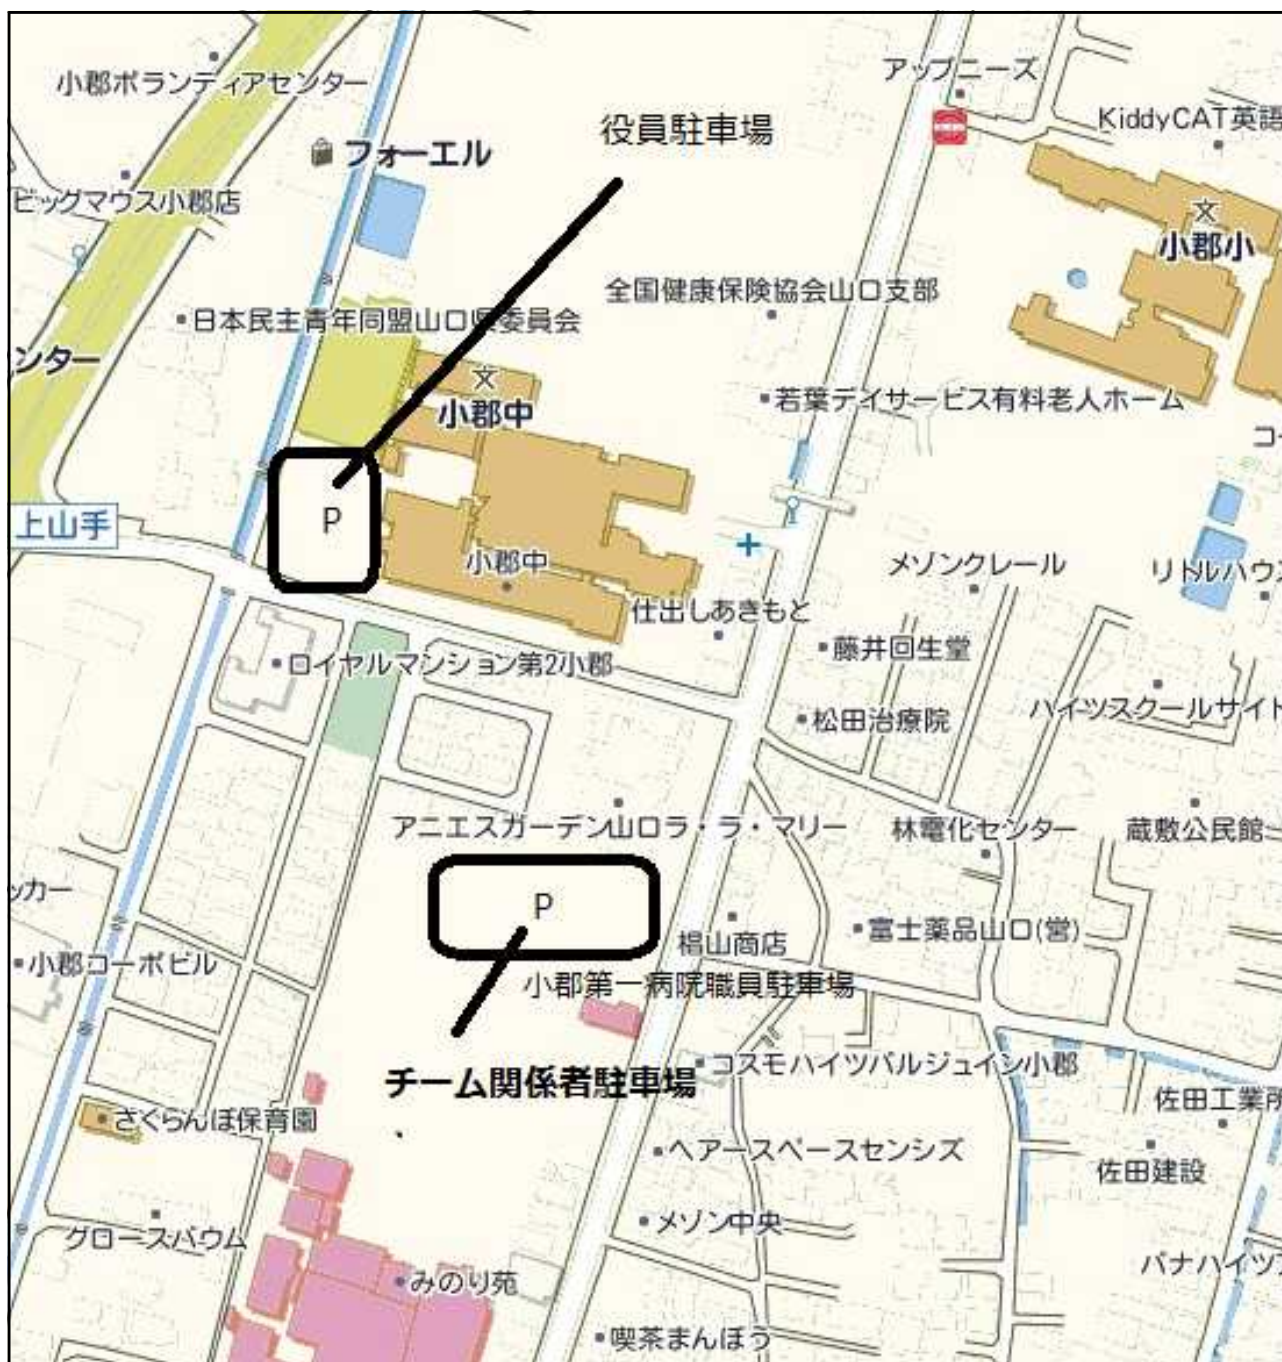 小郡ボランティアセンター
アップニーズ
KiddyCAT英語
役員駐車場
フォーエル
ビッグマウス小郡店
文
小郡小
全国健康保険協会山口支部
日本民主青年同盟山口県委員会
ンター
文
小郡中
若葉デイサービス有料老人ホーム
コー
上山手
P
小郡中
メゾンクレール
リトルハウス
仕出しあきもと
藤井回生堂
ロイヤルマンション第2小郡
ハイツスクールサイト
松田治療院
アニエスガーデン山口ラ・ラ・マリー
林電化センター
蔵敷公民館
ッカー
P
椙山商店
富士薬品山口(営)
小郡コーポビル
小郡第一病院職員駐車場
コスモハイツパルジュイン小郡
チーム関係者駐車場
佐田工業所
さくらんぼ保育園
ヘアースペースセンシズ
佐田建設
メゾン中央
グロースバウム
パナハイツ
みのり苑
喫茶まんぼう